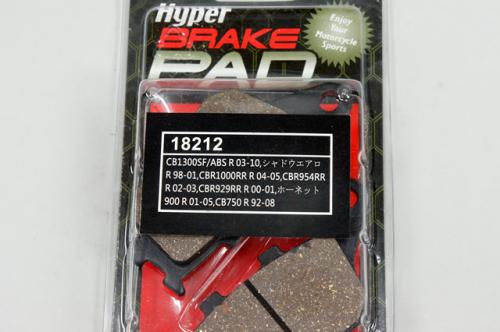 Hyper
BRAKE
PAD
Enjoy
Your
Motorcycle
Sports
18212
CB1300SF/ABS R 03-10,シャドウエアロ
R 98-01,CBR1000RR R 04-05,CBR954RR
R 02-03,CBR929RR R 00-01,ホーネット
900 R 01-05,CB750 R 92-08